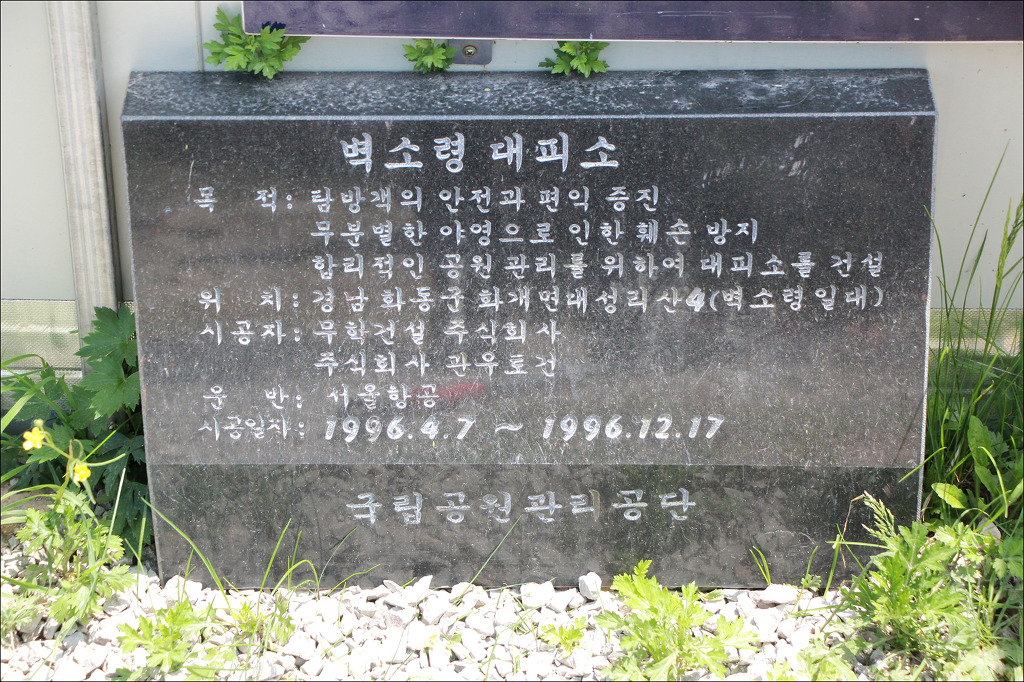 벽소령 대피소
목 적: 탐방객의 안전과 편익 증진
무분별한 야영으로 인한 훼손 방지
합리적인 공원 관리를 위하여 대피소를 건설
위 치: 경남 화동군 화개면대성리산4(벽소령일대)
시공자: 무학건설 주식회사
주식회사 관우토건
운 반: 서울항공
시공일자: 1996.4.7 ~ 1996.12.17
국립공원관리공단